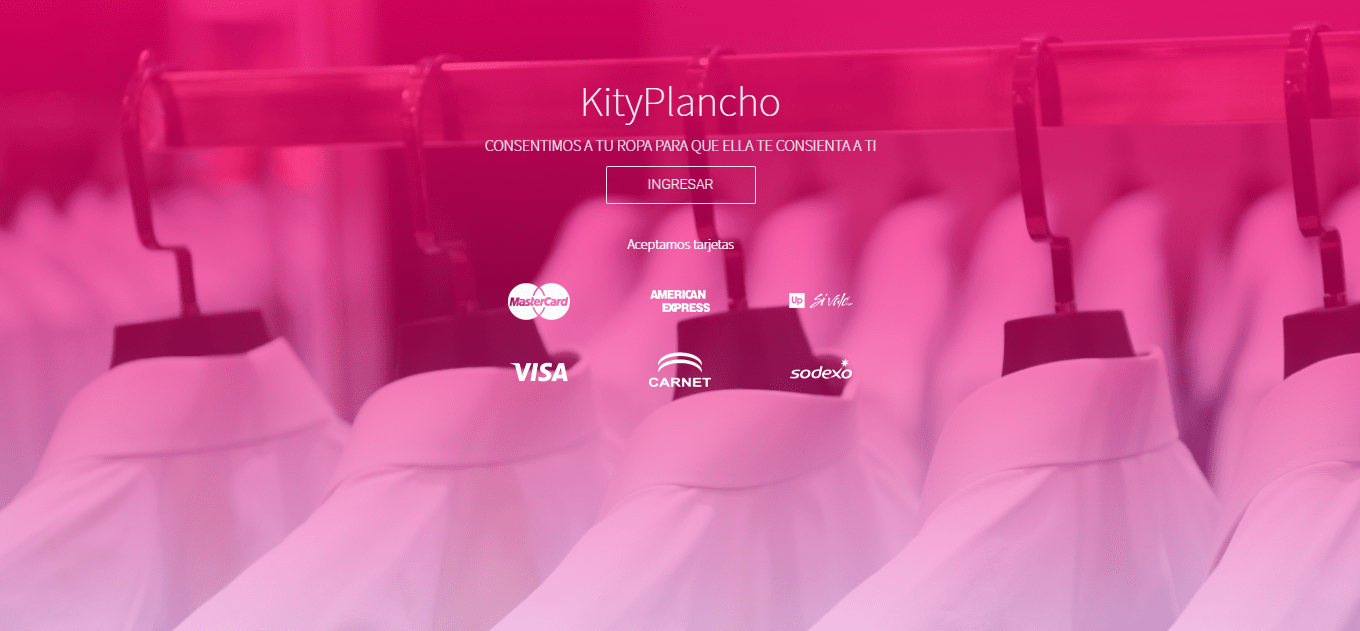 KityPlancho
CONSENTIMOS A TU ROPA PARA QUE ELLA TE CONSIENTA A TI
INGRESAR
Aceptamos tarjetas
MasterCard
AMERICAN
EXPRESS
Up Sí Vale
VISA
CARNET
sodexo